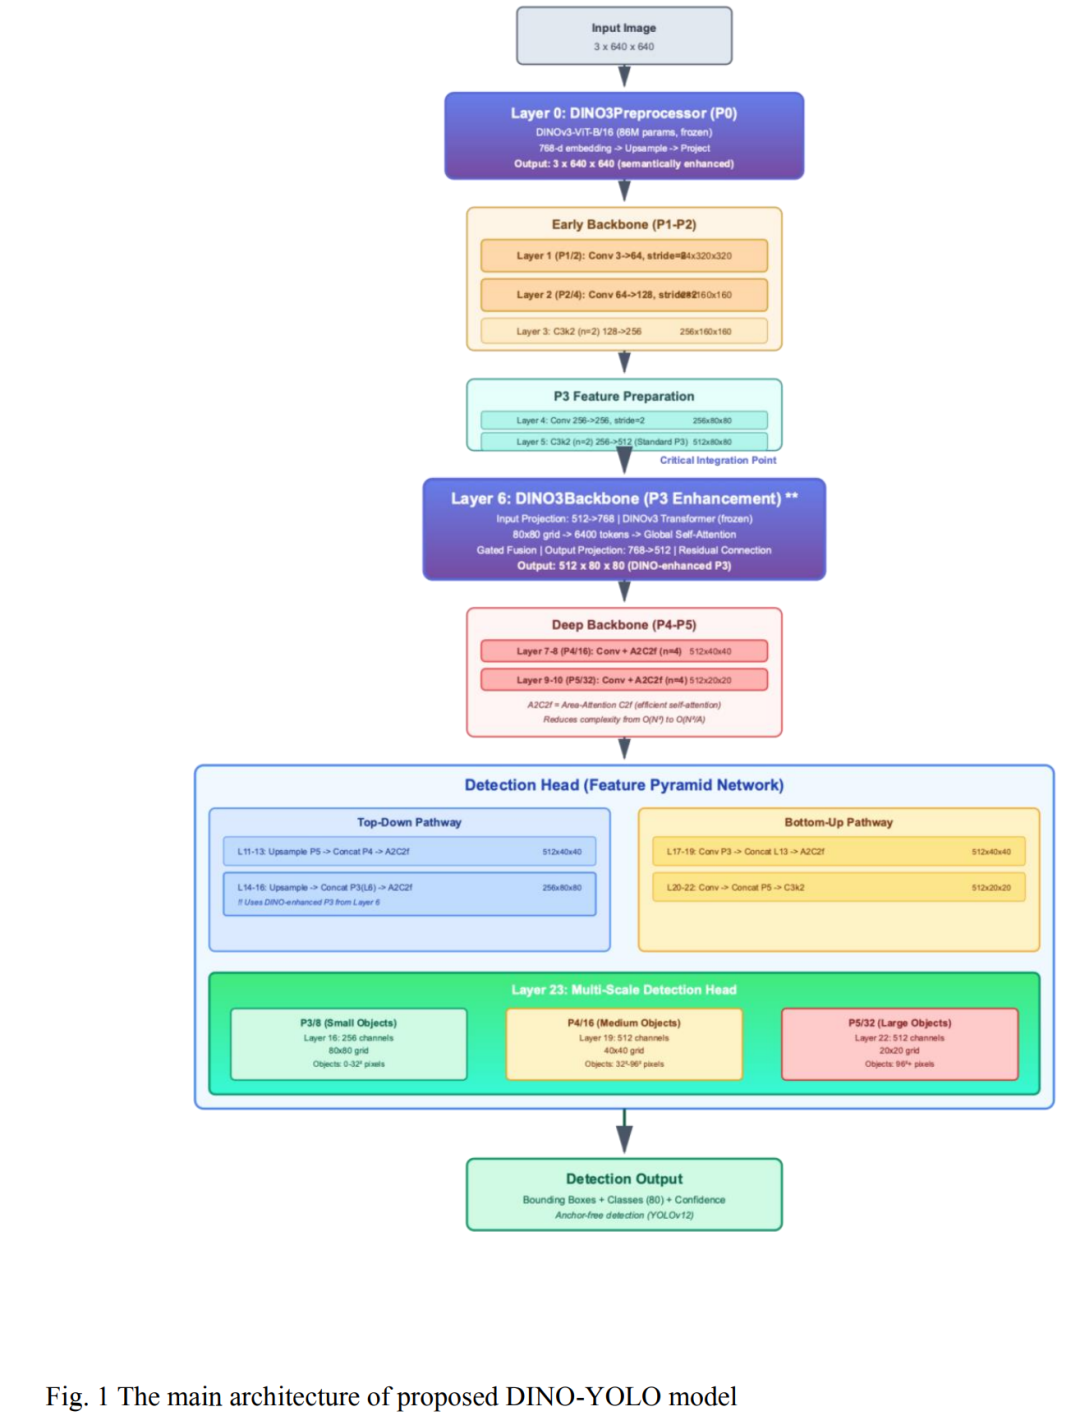 Input Image
3 x 640 x 640
Layer 0: DINO3Preprocessor (P0)
DINOv3-ViT-B/16 (86M params, frozen)
768-d embedding -> Upsample -> Project
Output: 3 x 640 x 640 (semantically enhanced)
Early Backbone (P1-P2)
Layer 1 (P1/2): Conv 3->64, 4x320x320
Layer 2 (P2/4): Conv 64->128, 160x160
Layer 3: C3k2 (n=2) 128->256 256x160x160
P3 Feature Preparation
Layer 4: Conv 256->256, stride=2 256x80x80
Layer 5: C3k2 (n=2) 256->512 (Standard P3) 512x80x80
Critical Integration Point
Layer 6: DINO3Backbone (P3 Enhancement) **
Input Projection: 512->768 | DINOv3 Transformer (frozen)
80x80 grid -> 6400 tokens -> Global Self-Attention
Gated Fusion | Output Projection: 768->512 | Residual Connection
Output: 512 x 80 x 80 (DINO-enhanced P3)
Deep Backbone (P4-P5)
Layer 7-8 (P4/16): Conv + A2C2f (n=4) 512x40x40
Layer 9-10 (P5/32): Conv + A2C2f (n=4) 512x20x20
A2C2f = Area-Attention C2f (efficient self-attention)
Reduces complexity from O(N²) to O(N²/A)
Detection Head (Feature Pyramid Network)
Top-Down Pathway
L11-13: Upsample P5 -> Concat P4 -> A2C2f 512x40x40
L14-16: Upsample -> Concat P3(L6) -> A2C2f 256x80x80
!! Uses DINO-enhanced P3 from Layer 6
Bottom-Up Pathway
L17-19: Conv P3 -> Concat L13 -> A2C2f 512x40x40
L20-22: Conv -> Concat P5 -> C3k2 512x20x20
Layer 23: Multi-Scale Detection Head
P3/8 (Small Objects)
Layer 16: 256 channels
80x80 grid
Objects: 0-32² pixels
P4/16 (Medium Objects)
Layer 19: 512 channels
40x40 grid
Objects: 32²-96² pixels
P5/32 (Large Objects)
Layer 22: 512 channels
20x20 grid
Objects: 96²+ pixels
Detection Output
Bounding Boxes + Classes (80) + Confidence
Anchor-free detection (YOLOv12)
Fig. 1 The main architecture of proposed DINO-YOLO model